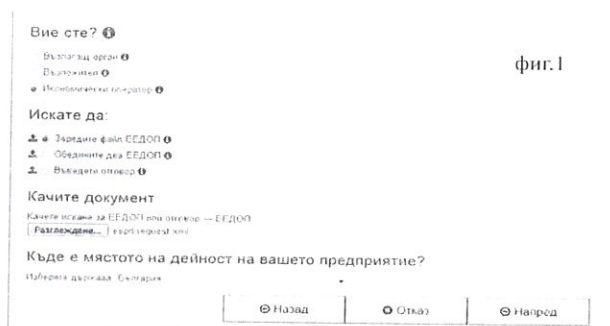 Вие сте?
фиг.1
Възлагащ орган
Възложител
Икономически оператор
Искате да:
Заредите файл ЕЕДОП
Обедините два ЕЕДОП
Въведете отговор
Качите документ
Качете искане за ЕЕДОП или отговор — ЕЕДОП
Разглеждане... espd-request.xml
Къде е мястото на дейност на вашето предприятие?
Изберете държава България
Назад Отказ Напред